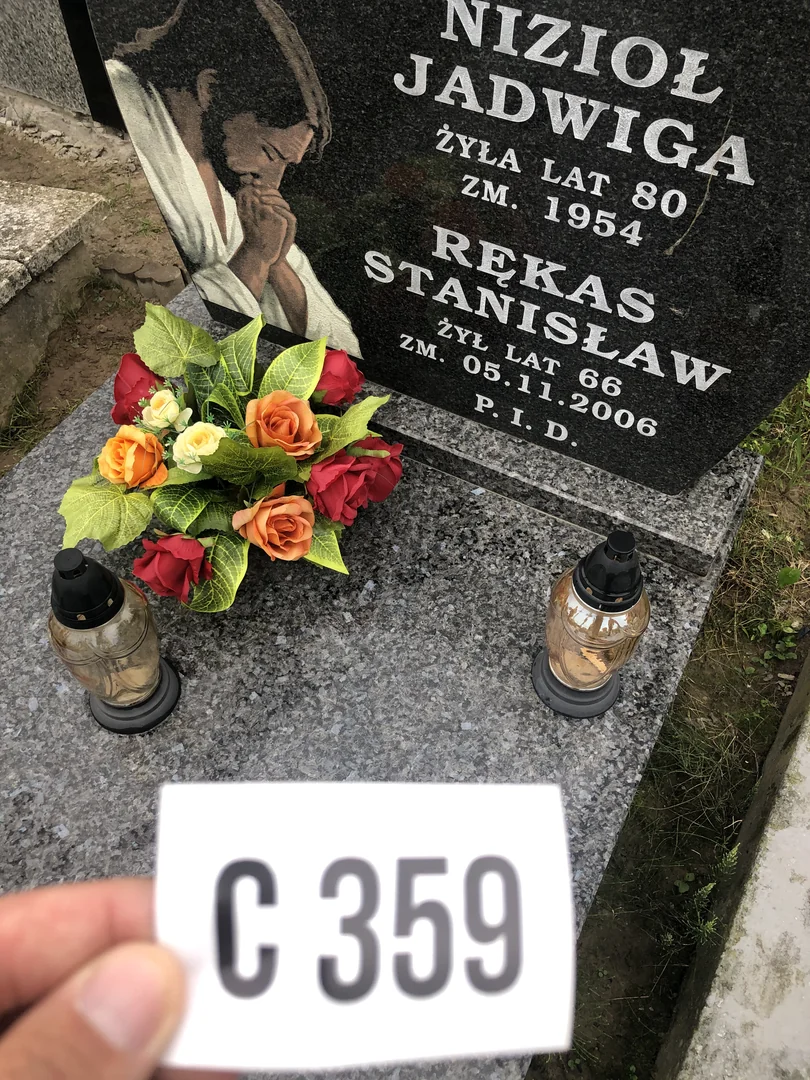 NIZIOŁ
JADWIGA
ŻYŁA LAT 80
ZM. 1954
RĘKAS
STANISŁAW
ŻYŁ LAT 66
ZM. 05.11.2006
P. I. D.
C 359